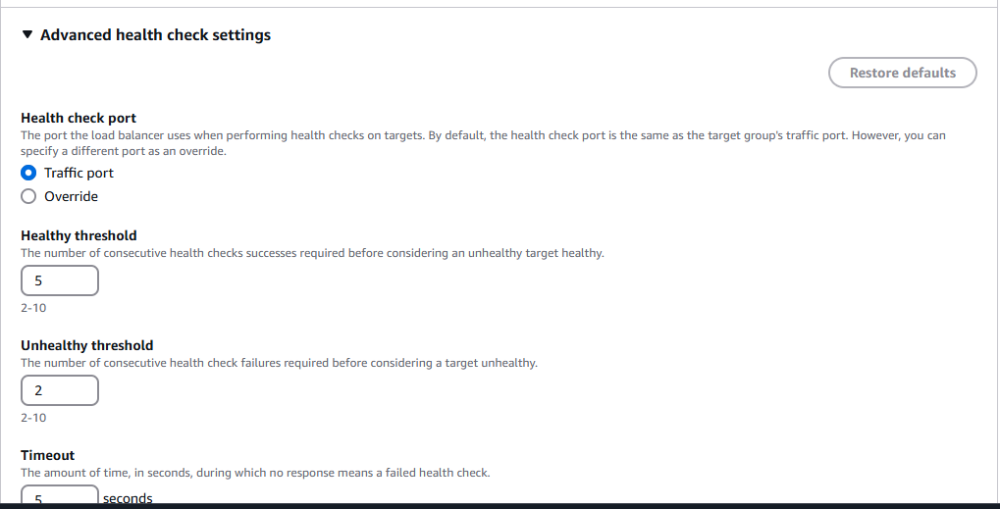 Advanced health check settings
Restore defaults
Health check port
The port the load balancer uses when performing health checks on targets. By default, the health check port is the same as the target group's traffic port. However, you can
specify a different port as an override.
Traffic port
Override
Healthy threshold
The number of consecutive health checks successes required before considering an unhealthy target healthy.
5
2-10
Unhealthy threshold
The number of consecutive health check failures required before considering a target unhealthy.
2
2-10
Timeout
The amount of time, in seconds, during which no response means a failed health check.
5 seconds